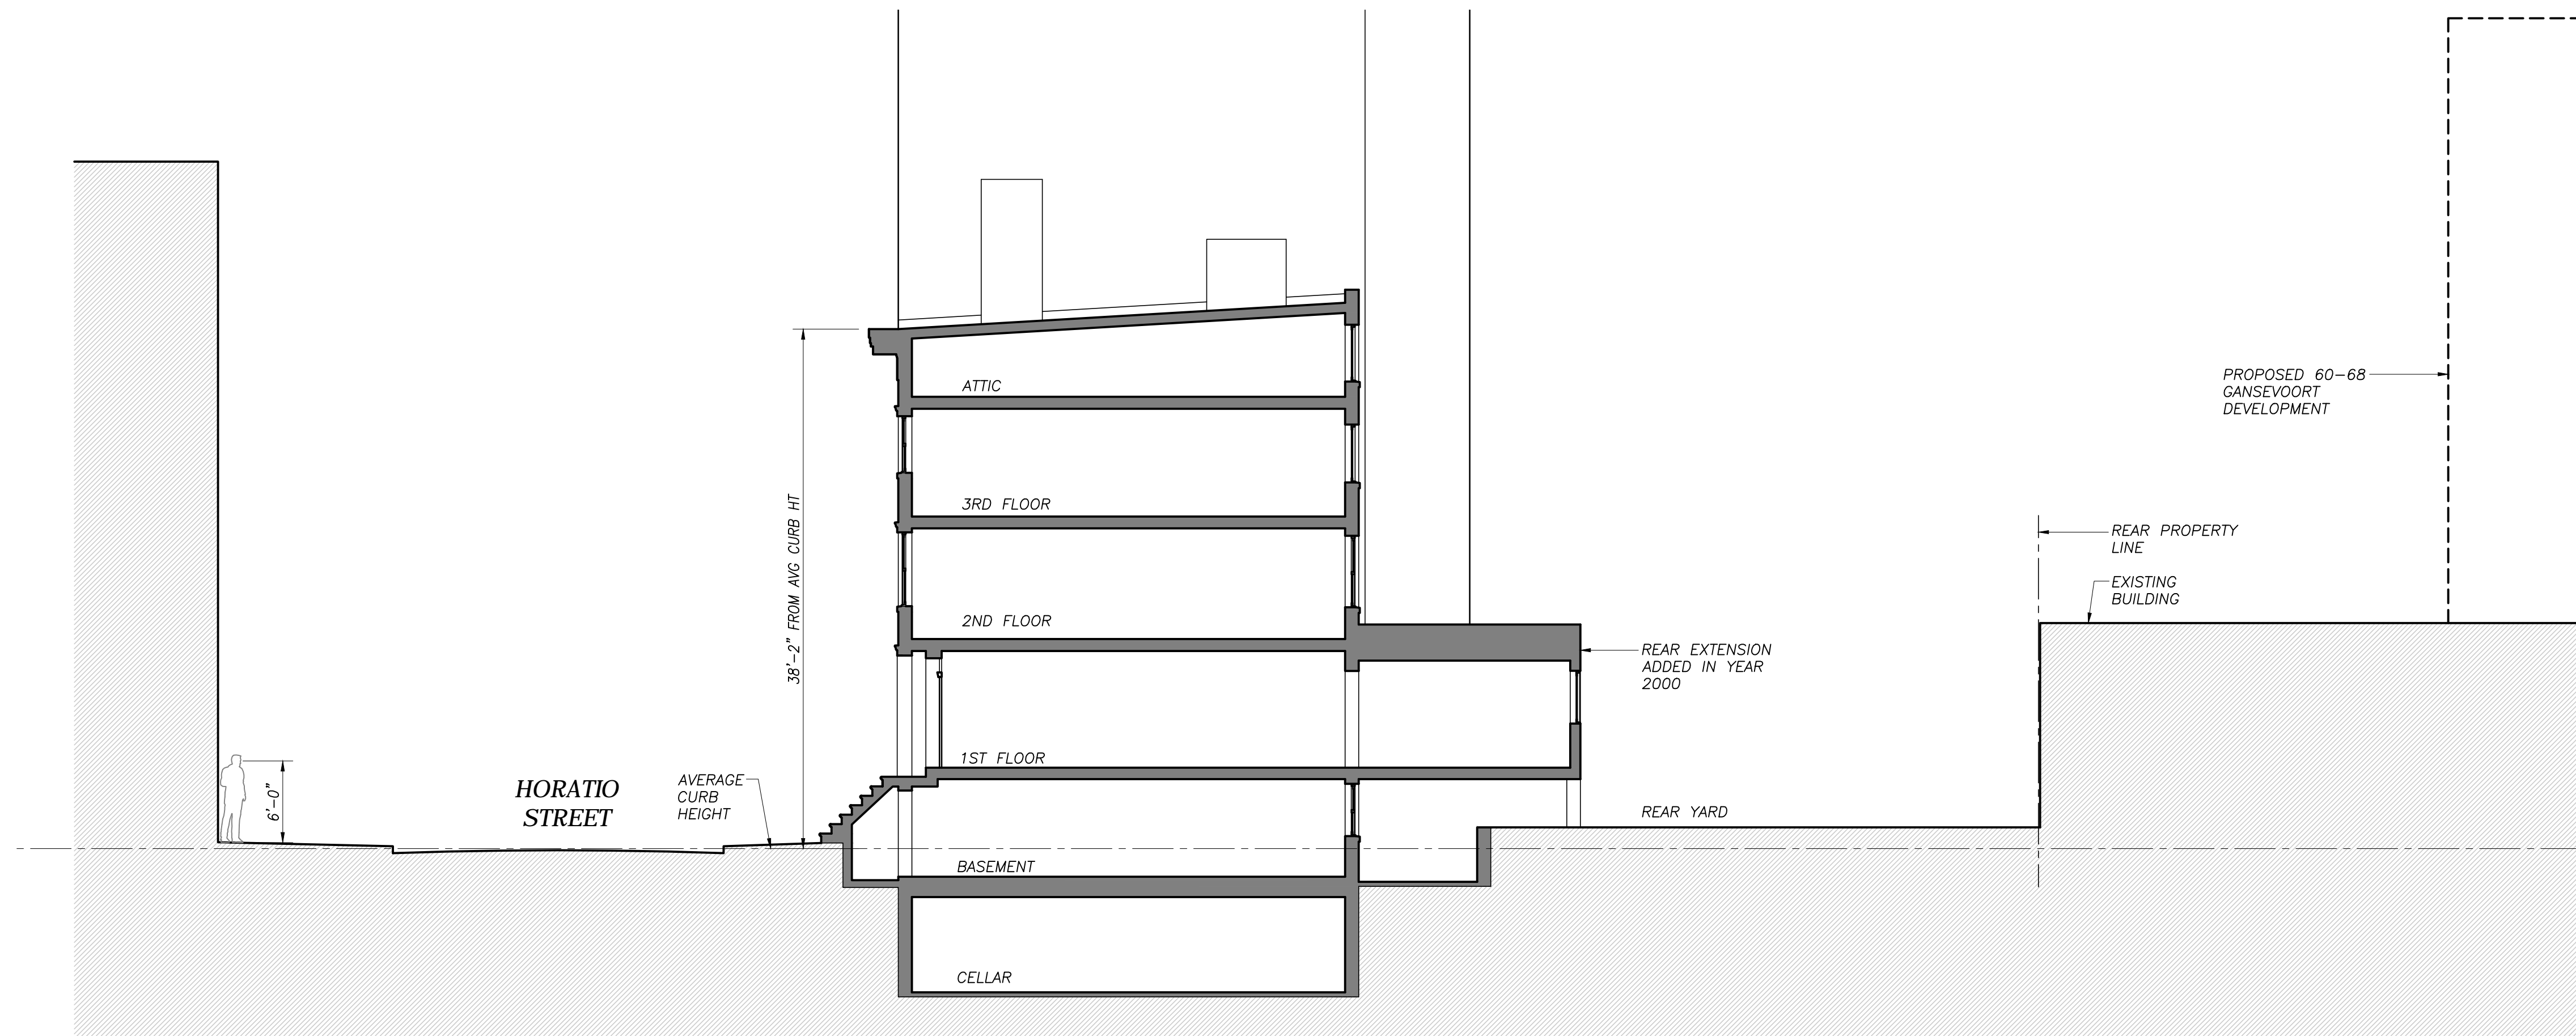 ATTIC
3RD FLOOR
2ND FLOOR
1ST FLOOR
BASEMENT
CELLAR
38'-2" FROM AVG CURB HT
6'-0"
HORATIO
STREET
AVERAGE
CURB
HEIGHT
REAR EXTENSION
ADDED IN YEAR
2000
REAR YARD
PROPOSED 60-68
GANSEVOORT
DEVELOPMENT
REAR PROPERTY
LINE
EXISTING
BUILDING